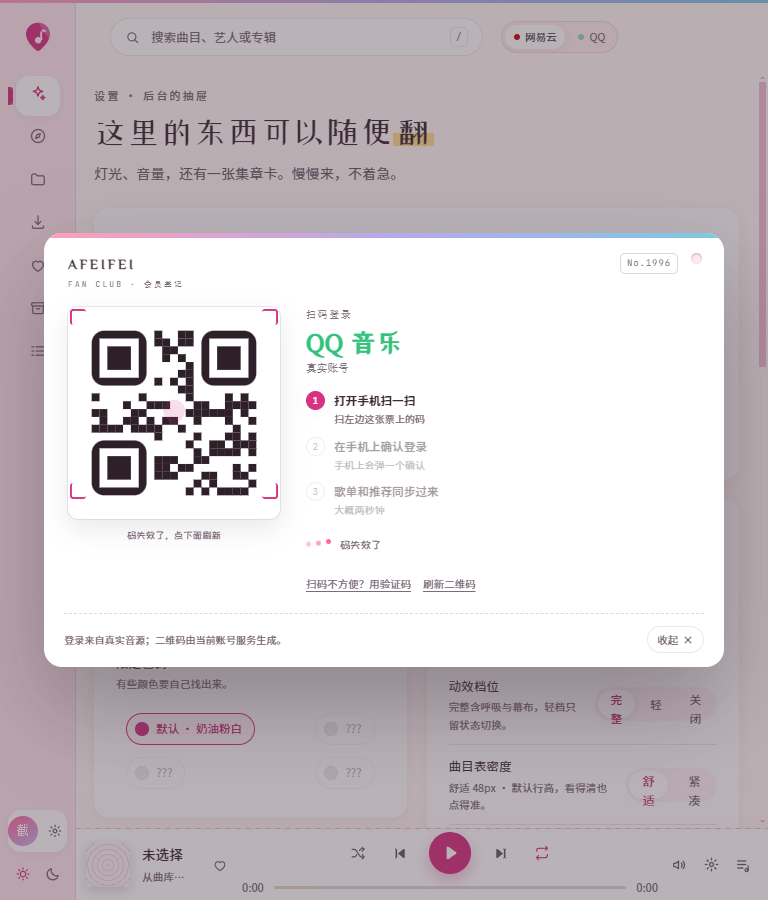 搜索曲目、艺人或专辑
/
网易云
QQ
设置 · 后台的抽屉
这里的东西可以随便翻
灯光、音量，还有一张集章卡。慢慢来，不着急。
AFEIFEI
FAN CLUB · 会员登记
No.1996
扫码登录
QQ 音乐
真实账号
1 打开手机扫一扫
扫左边这张票上的码
2 在手机上确认登录
手机上会弹一个确认
3 歌单和推荐同步过来
大概两秒钟
码失效了
码失效了，点下面刷新
扫码不方便？用验证码
刷新二维码
登录来自真实音源；二维码由当前账号服务生成。
收起 ×
有些颜色要自己找出来。
默认 · 奶油粉白
???
???
???
动效档位
完整含呼吸与幕布，轻档只
留状态切换。
完整
轻
关闭
曲目表密度
舒适 48px · 默认行高，看得清也
点得准。
舒适
紧凑
截
未选择
从曲库…
0:00
0:00